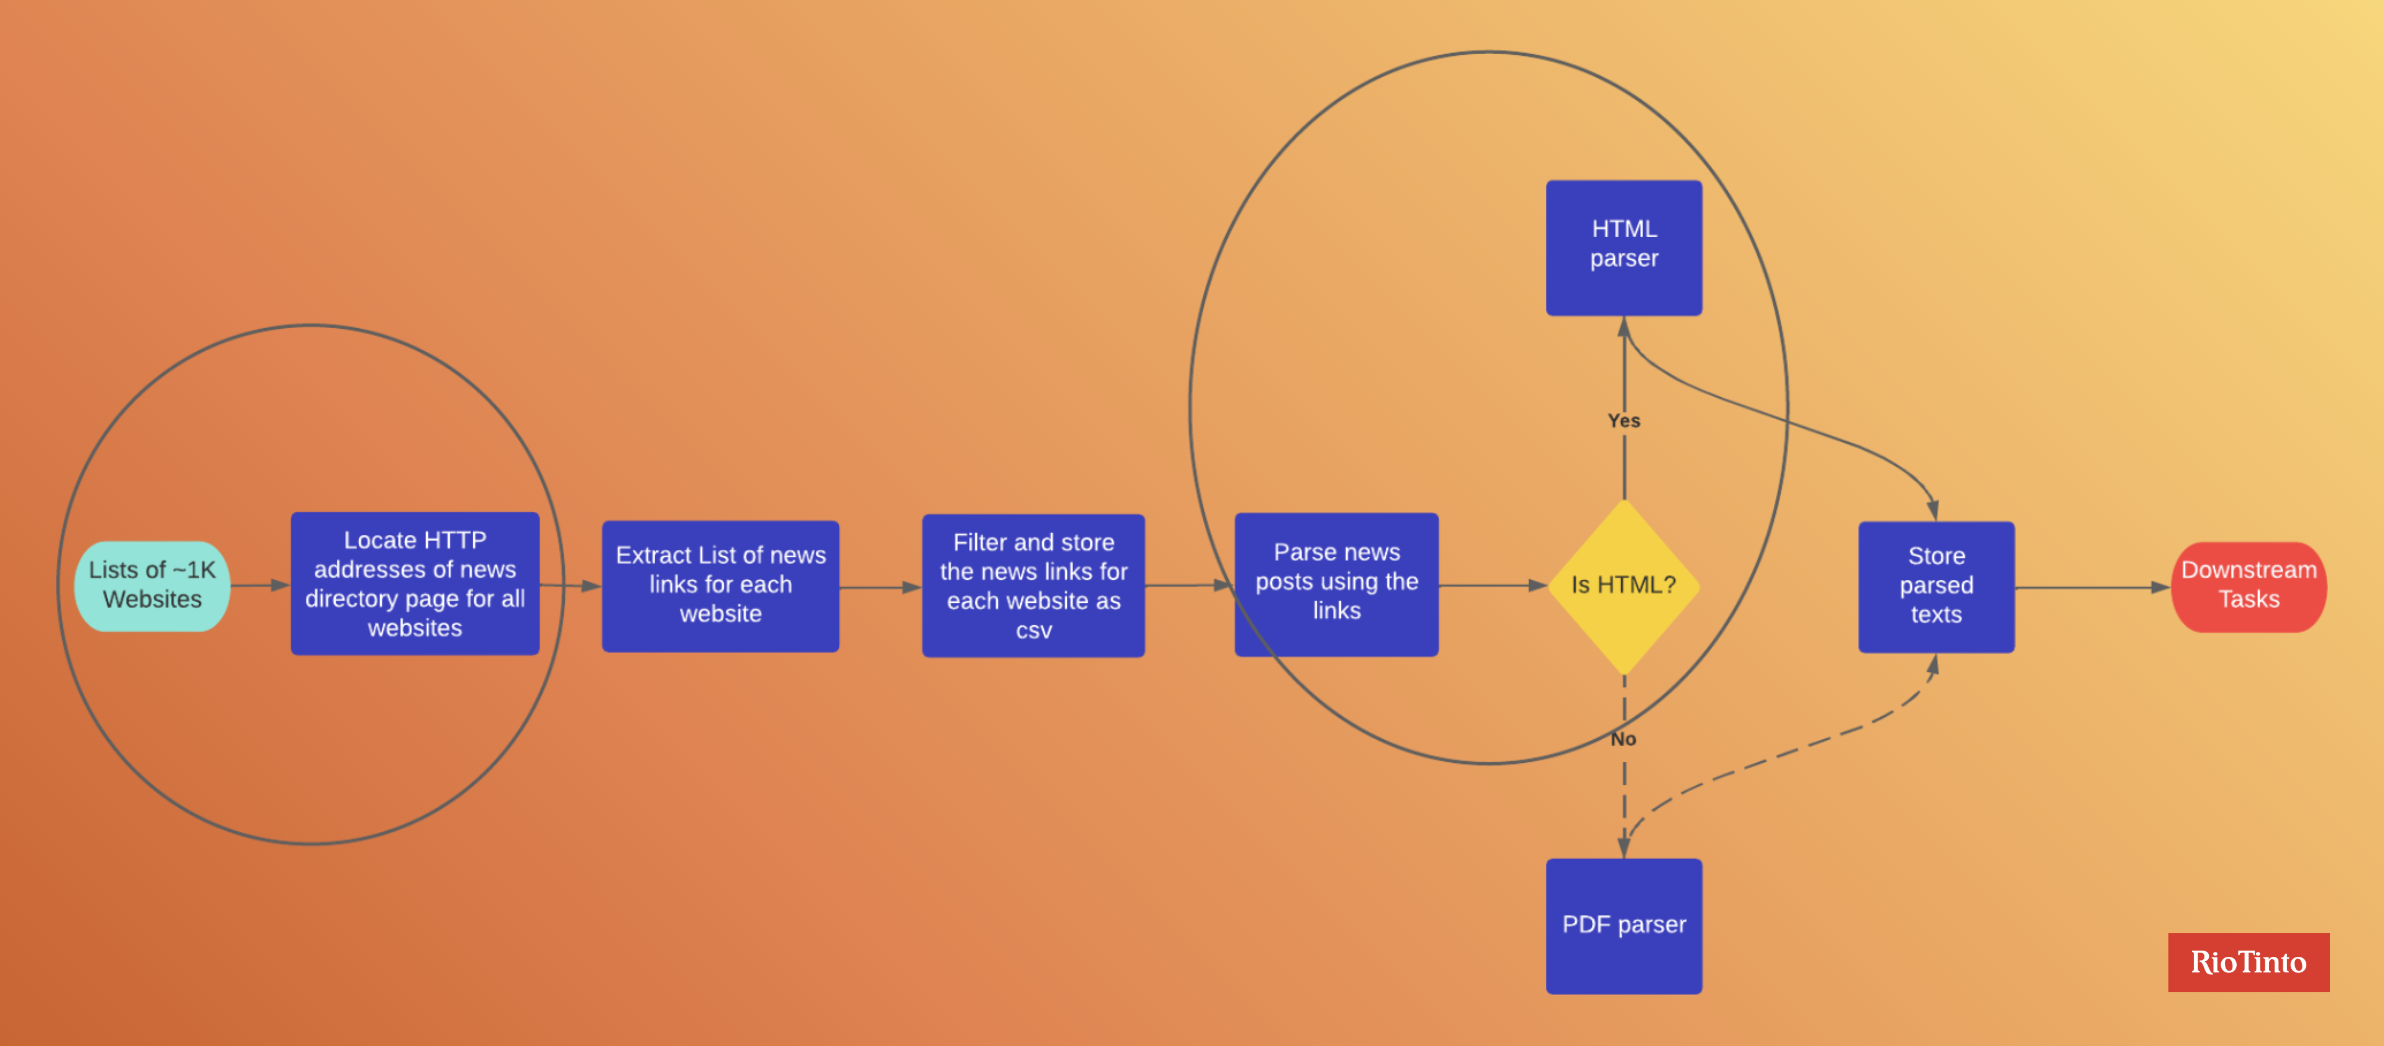 Lists of ~1K
Websites
Locate HTTP
addresses of news
directory page for all
websites
Extract List of news
links for each
website
Filter and store
the news links for
each website as
csv
Parse news
posts using the
links
Is HTML?
Yes
HTML
parser
No
PDF parser
Store
parsed
texts
Downstream
Tasks
RioTinto